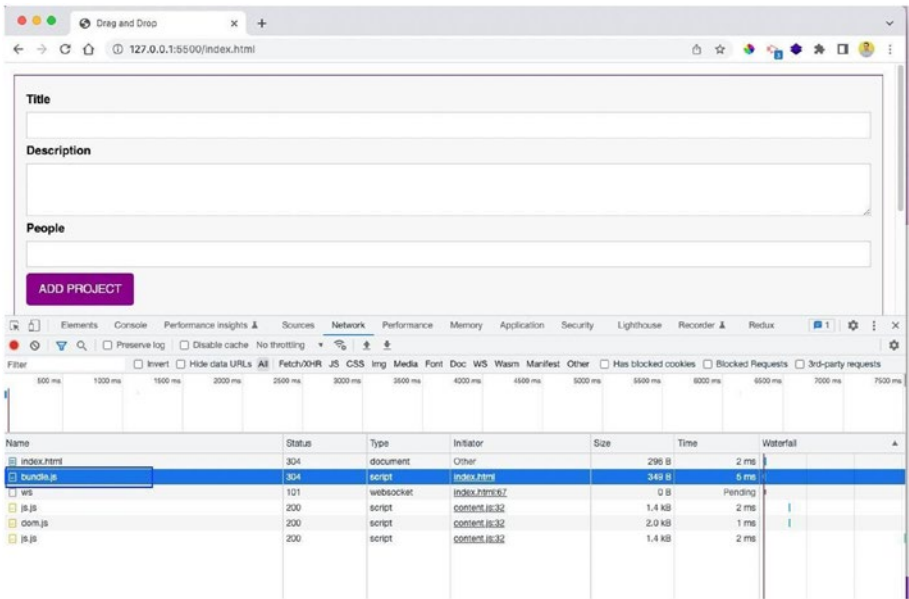 Drag and Drop
127.0.0.1:5500/index.html
Title
Description
People
ADD PROJECT
Elements Console Performance insights Sources Network Performance Memory Application Security Lighthouse Recorder Redux 1
Preserve log Disable cache No throttling
Filter Invert Hide data URLs All Fetch/XHR JS CSS Img Media Font Doc WS Wasm Manifest Other Has blocked cookies Blocked Requests 3rd-party requests
500 ms 1000 ms 1500 ms 2000 ms 2500 ms 3000 ms 3500 ms 4000 ms 4500 ms 5000 ms 5500 ms 6000 ms 6500 ms 7000 ms 7500 ms
Name Status Type Initiator Size Time Waterfall
index.html 304 document Other 296 B 2 ms
bundle.js 304 script index.html 349 B 5 ms
ws 101 websocket index.html:67 0 B Pending
js.js 200 script content.js:32 1.4 kB 2 ms
dom.js 200 script content.js:32 2.0 kB 1 ms
js.js 200 script content.js:32 1.4 kB 2 ms